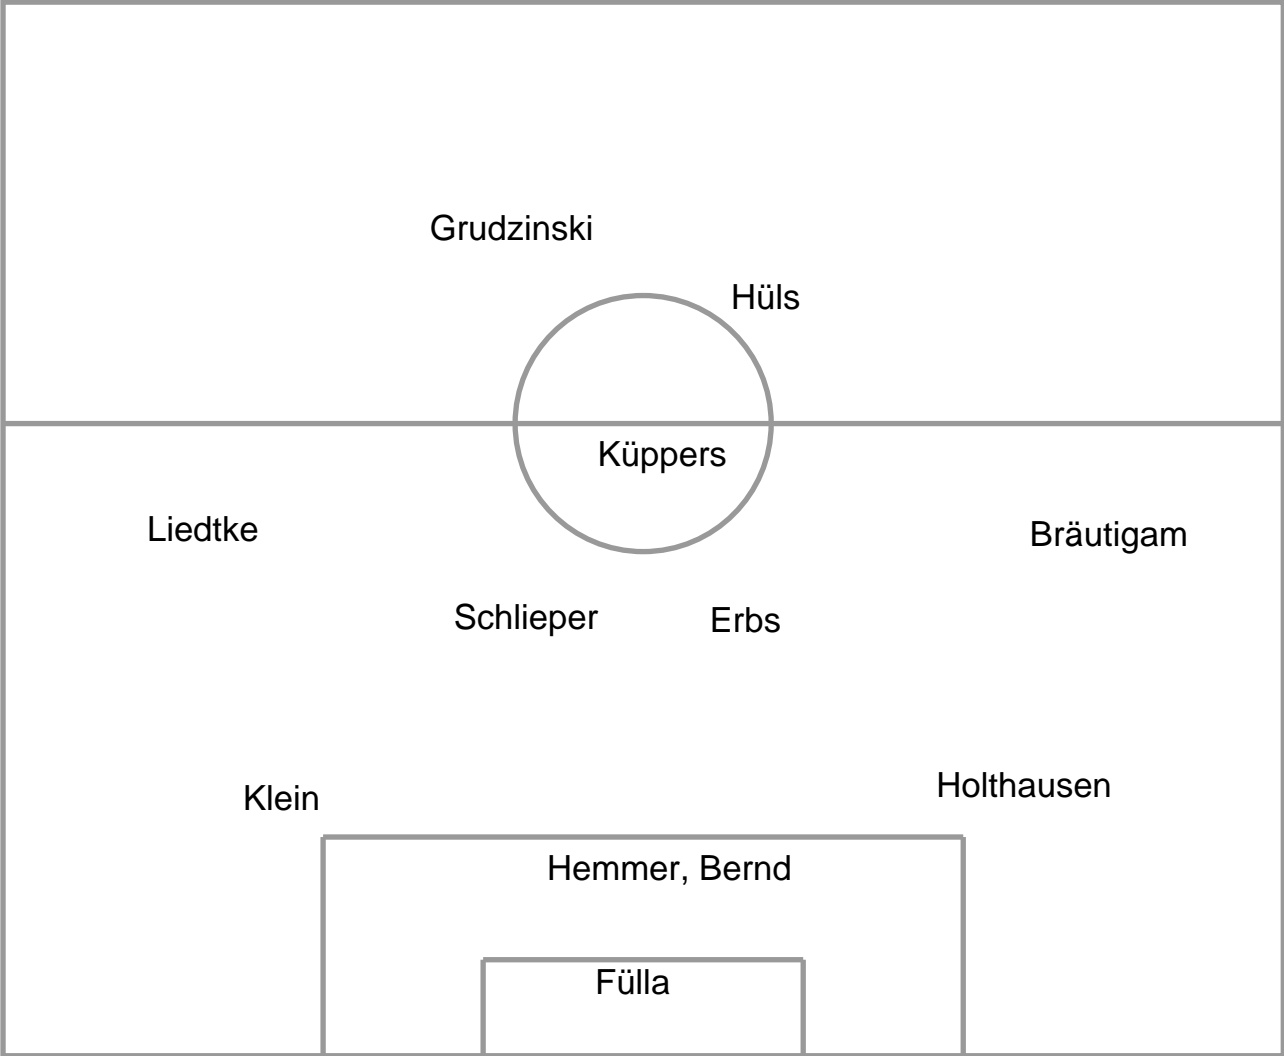 Grudzinski
Hüls
Küppers
Liedtke
Bräutigam
Schlieper
Erbs
Klein
Holthausen
Hemmer, Bernd
Fülla